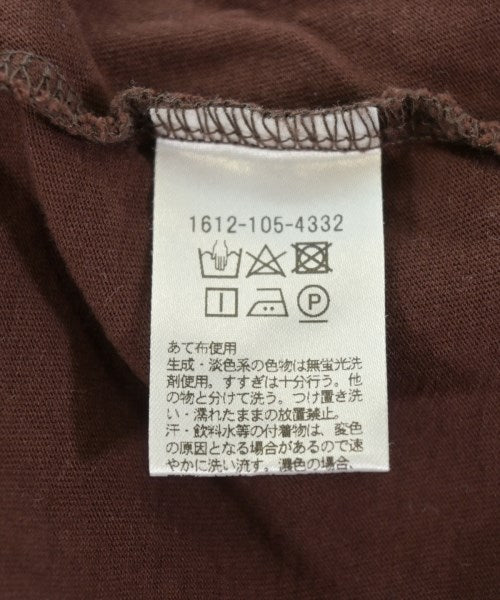 1612-105-4332
P
あて布使用
生成・淡色系の色物は無蛍光洗
剤使用。すすぎは十分行う。他
の物と分けて洗う。つけ置き洗
い・濡れたままの放置禁止。
汗・飲料水等の付着物は、変色
の原因となる場合があるので速
やかに洗い流す。濃色の場合、